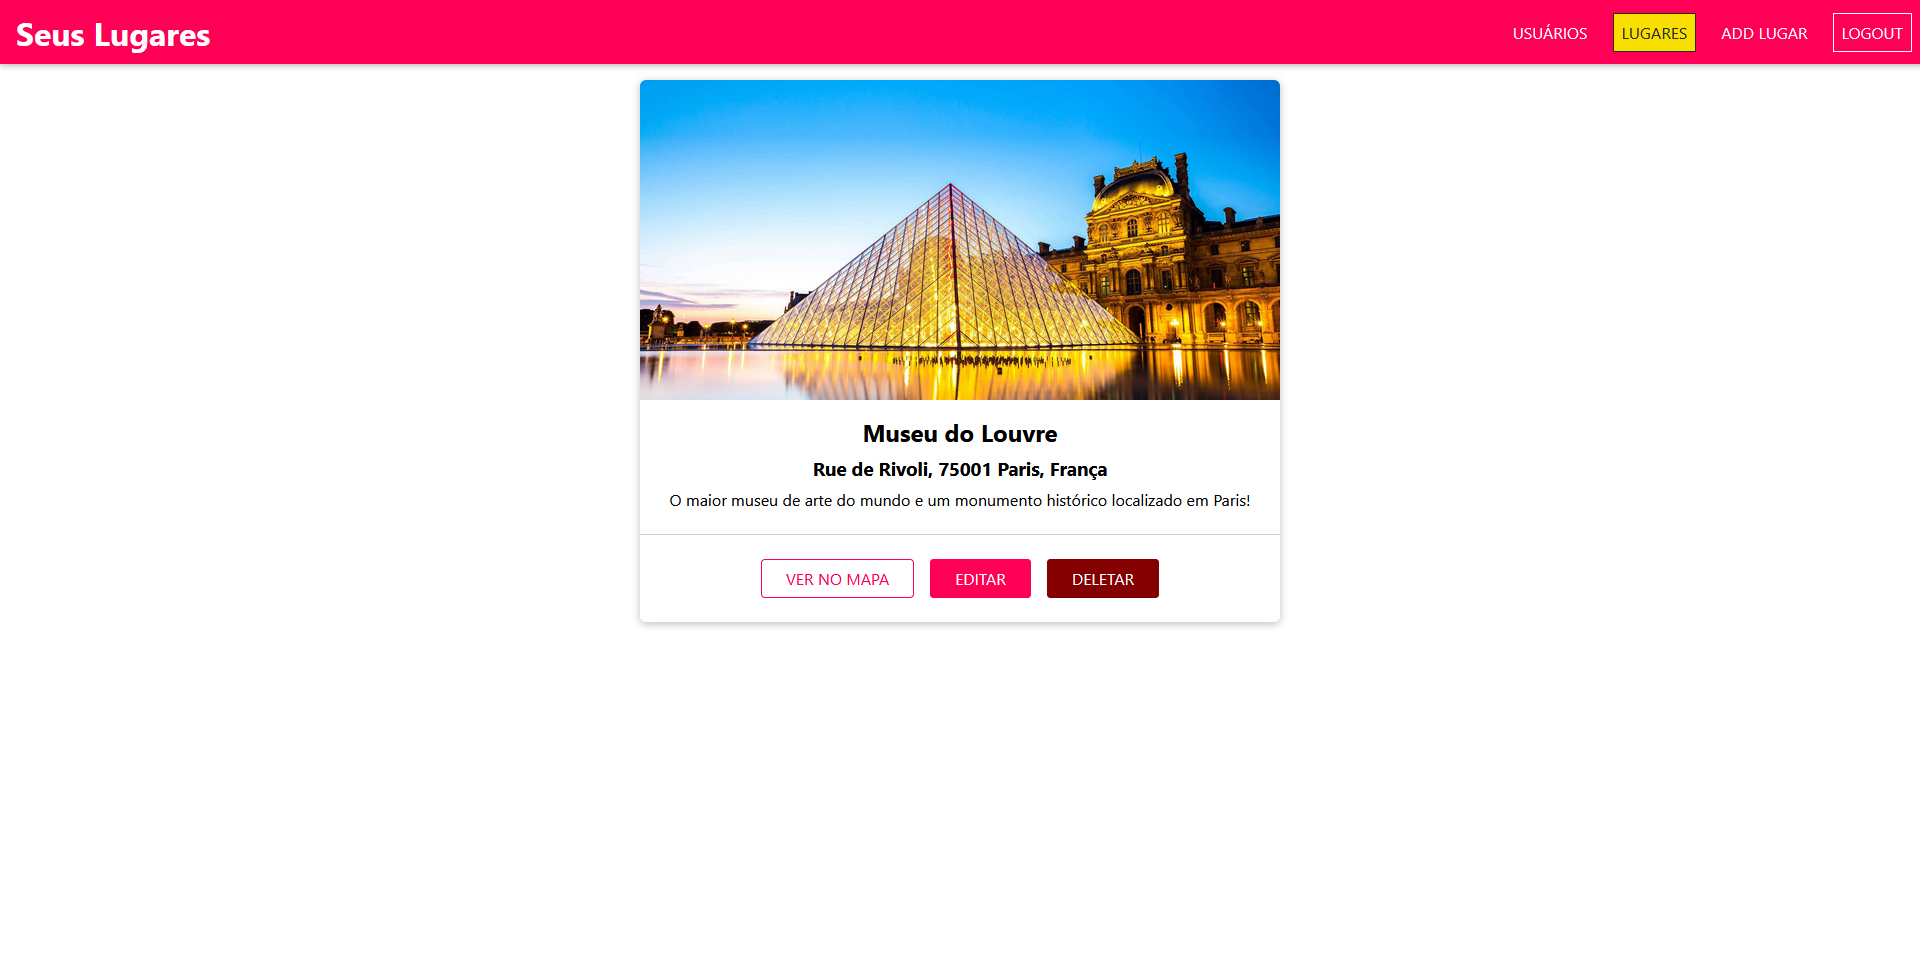 Seus Lugares
USUÁRIOS
LUGARES
ADD LUGAR
LOGOUT
Museu do Louvre
Rue de Rivoli, 75001 Paris, França
O maior museu de arte do mundo e um monumento histórico localizado em Paris!
VER NO MAPA
EDITAR
DELETAR